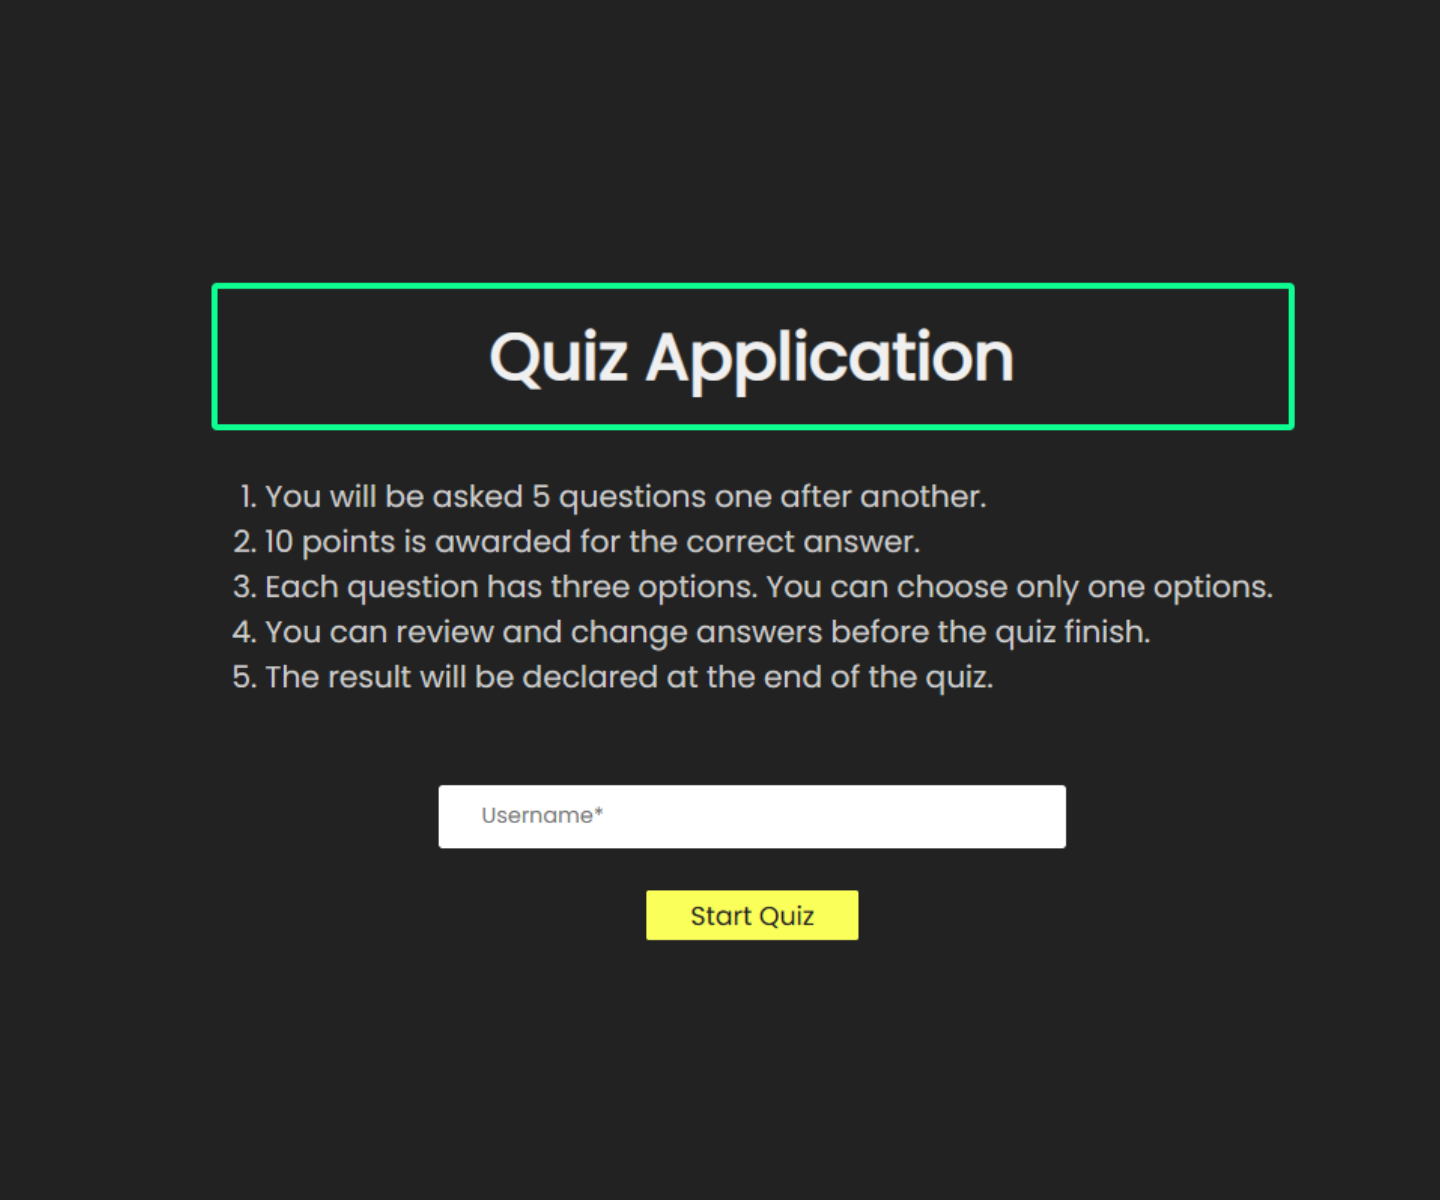 Quiz Application
1. You will be asked 5 questions one after another.
2. 10 points is awarded for the correct answer.
3. Each question has three options. You can choose only one options.
4. You can review and change answers before the quiz finish.
5. The result will be declared at the end of the quiz.
Username*
Start Quiz